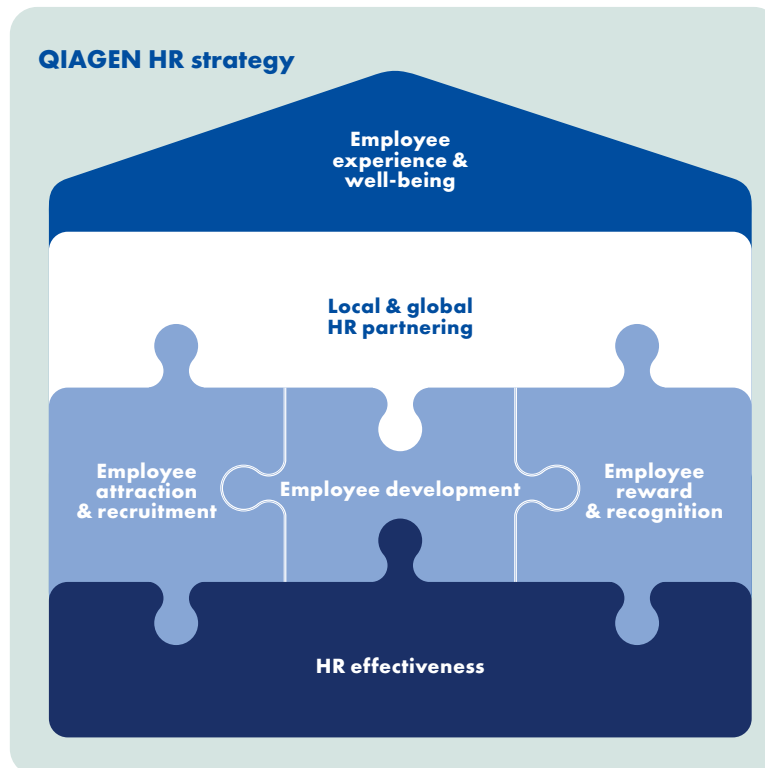 QIAGEN HR strategy
Employee
experience &
well-being
Local & global
HR partnering
Employee
attraction
& recruitment
Employee development
Employee
reward
& recognition
HR effectiveness